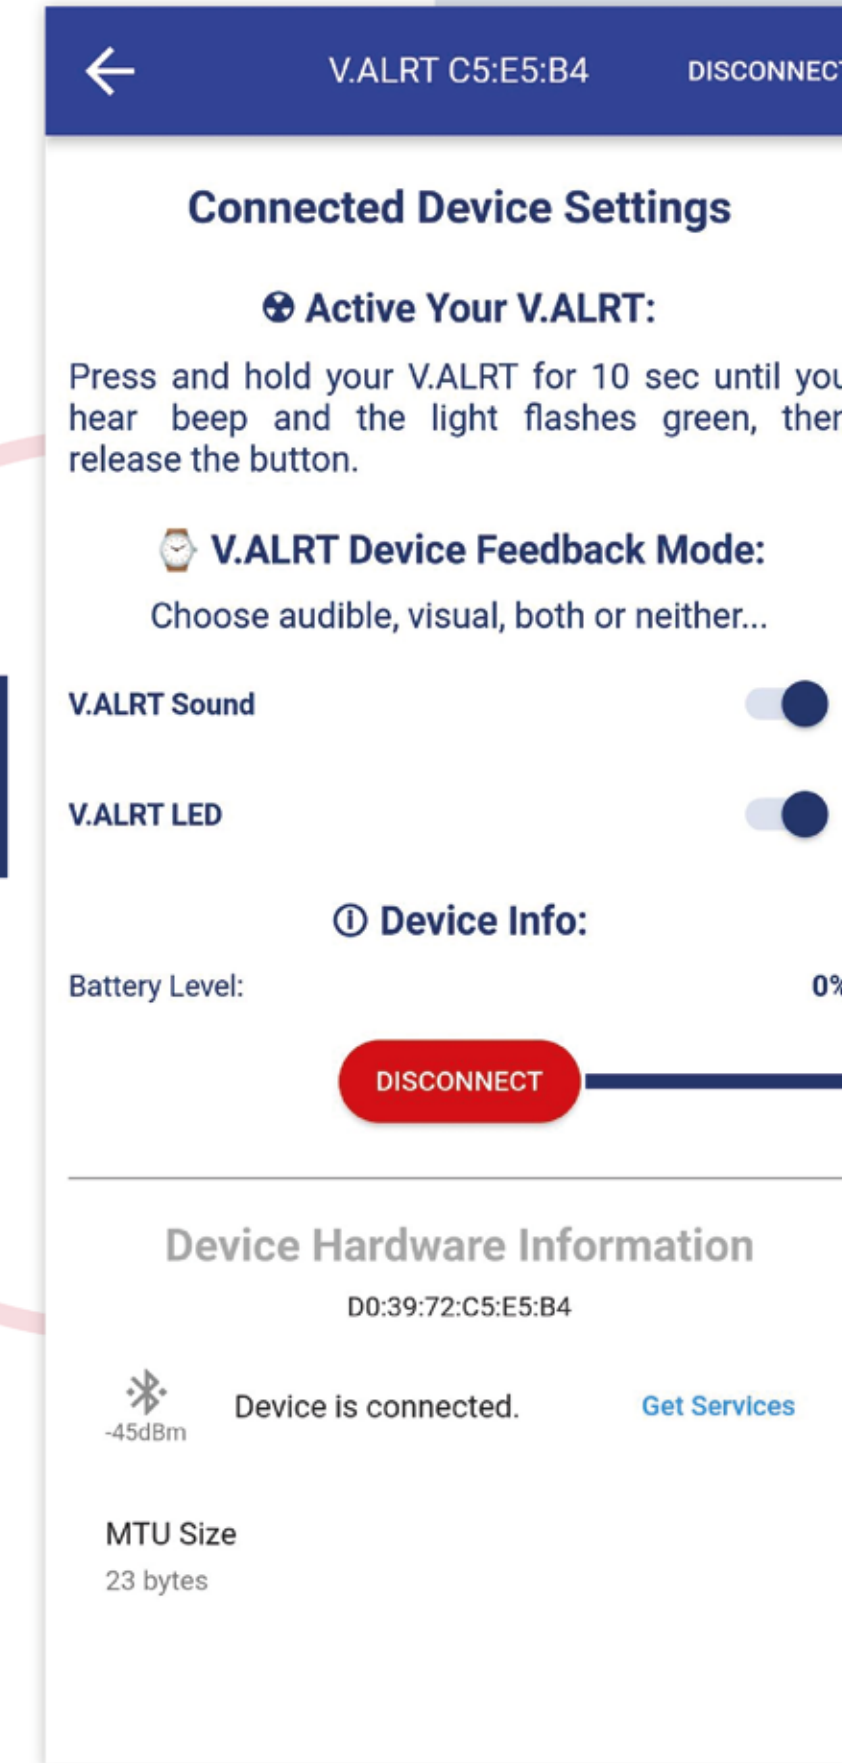 V.ALRT C5:E5:B4 DISCONNECT
Connected Device Settings
☢ Active Your V.ALRT:
Press and hold your V.ALRT for 10 sec until you
hear beep and the light flashes green, then
release the button.
⌚ V.ALRT Device Feedback Mode:
Choose audible, visual, both or neither...
V.ALRT Sound
V.ALRT LED
ⓘ Device Info:
Battery Level: 0%
DISCONNECT
Device Hardware Information
D0:39:72:C5:E5:B4
Device is connected. Get Services
-45dBm
MTU Size
23 bytes